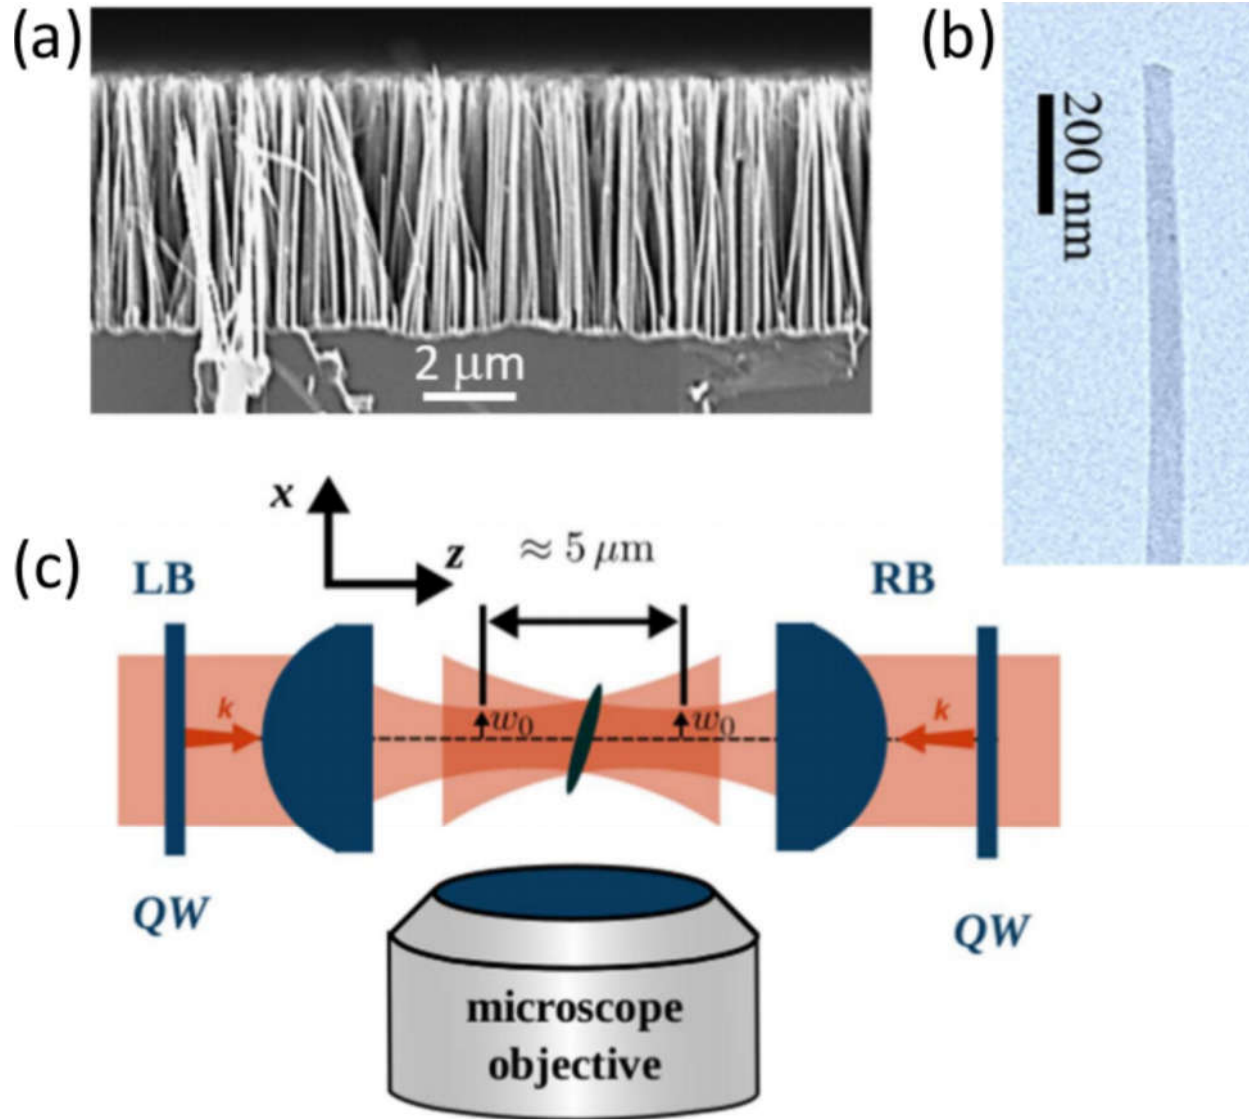 (a)
2 μm
(b)
200 nm
(c)
x
z
≈ 5 μm
LB
RB
k
w₀
w₀
k
QW
QW
microscope
objective